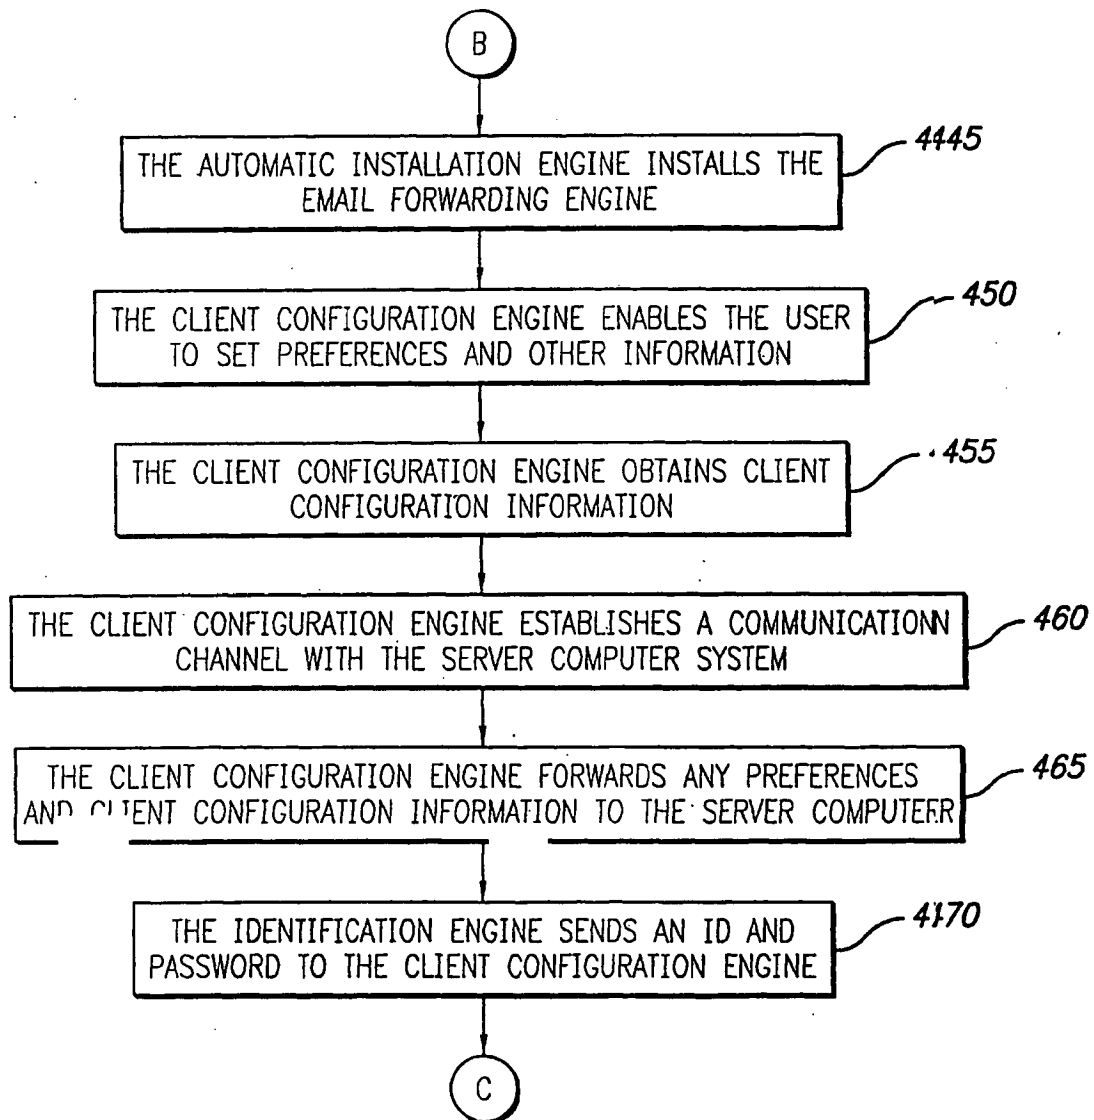 B
THE AUTOMATIC INSTALLATION ENGINE INSTALLS THE
EMAIL FORWARDING ENGINE
4445
THE CLIENT CONFIGURATION ENGINE ENABLES THE USER
TO SET PREFERENCES AND OTHER INFORMATION
450
THE CLIENT CONFIGURATION ENGINE OBTAINS CLIENT
CONFIGURATION INFORMATION
455
THE CLIENT CONFIGURATION ENGINE ESTABLISHES A COMMUNICATIONN
CHANNEL WITH THE SERVER COMPUTER SYSTEM
460
THE CLIENT CONFIGURATION ENGINE FORWARDS ANY PREFERENCES
AND CLIENT CONFIGURATION INFORMATION TO THE SERVER COMPUTERR
465
THE IDENTIFICATION ENGINE SENDS AN ID AND
PASSWORD TO THE CLIENT CONFIGURATION ENGINE
4170
C